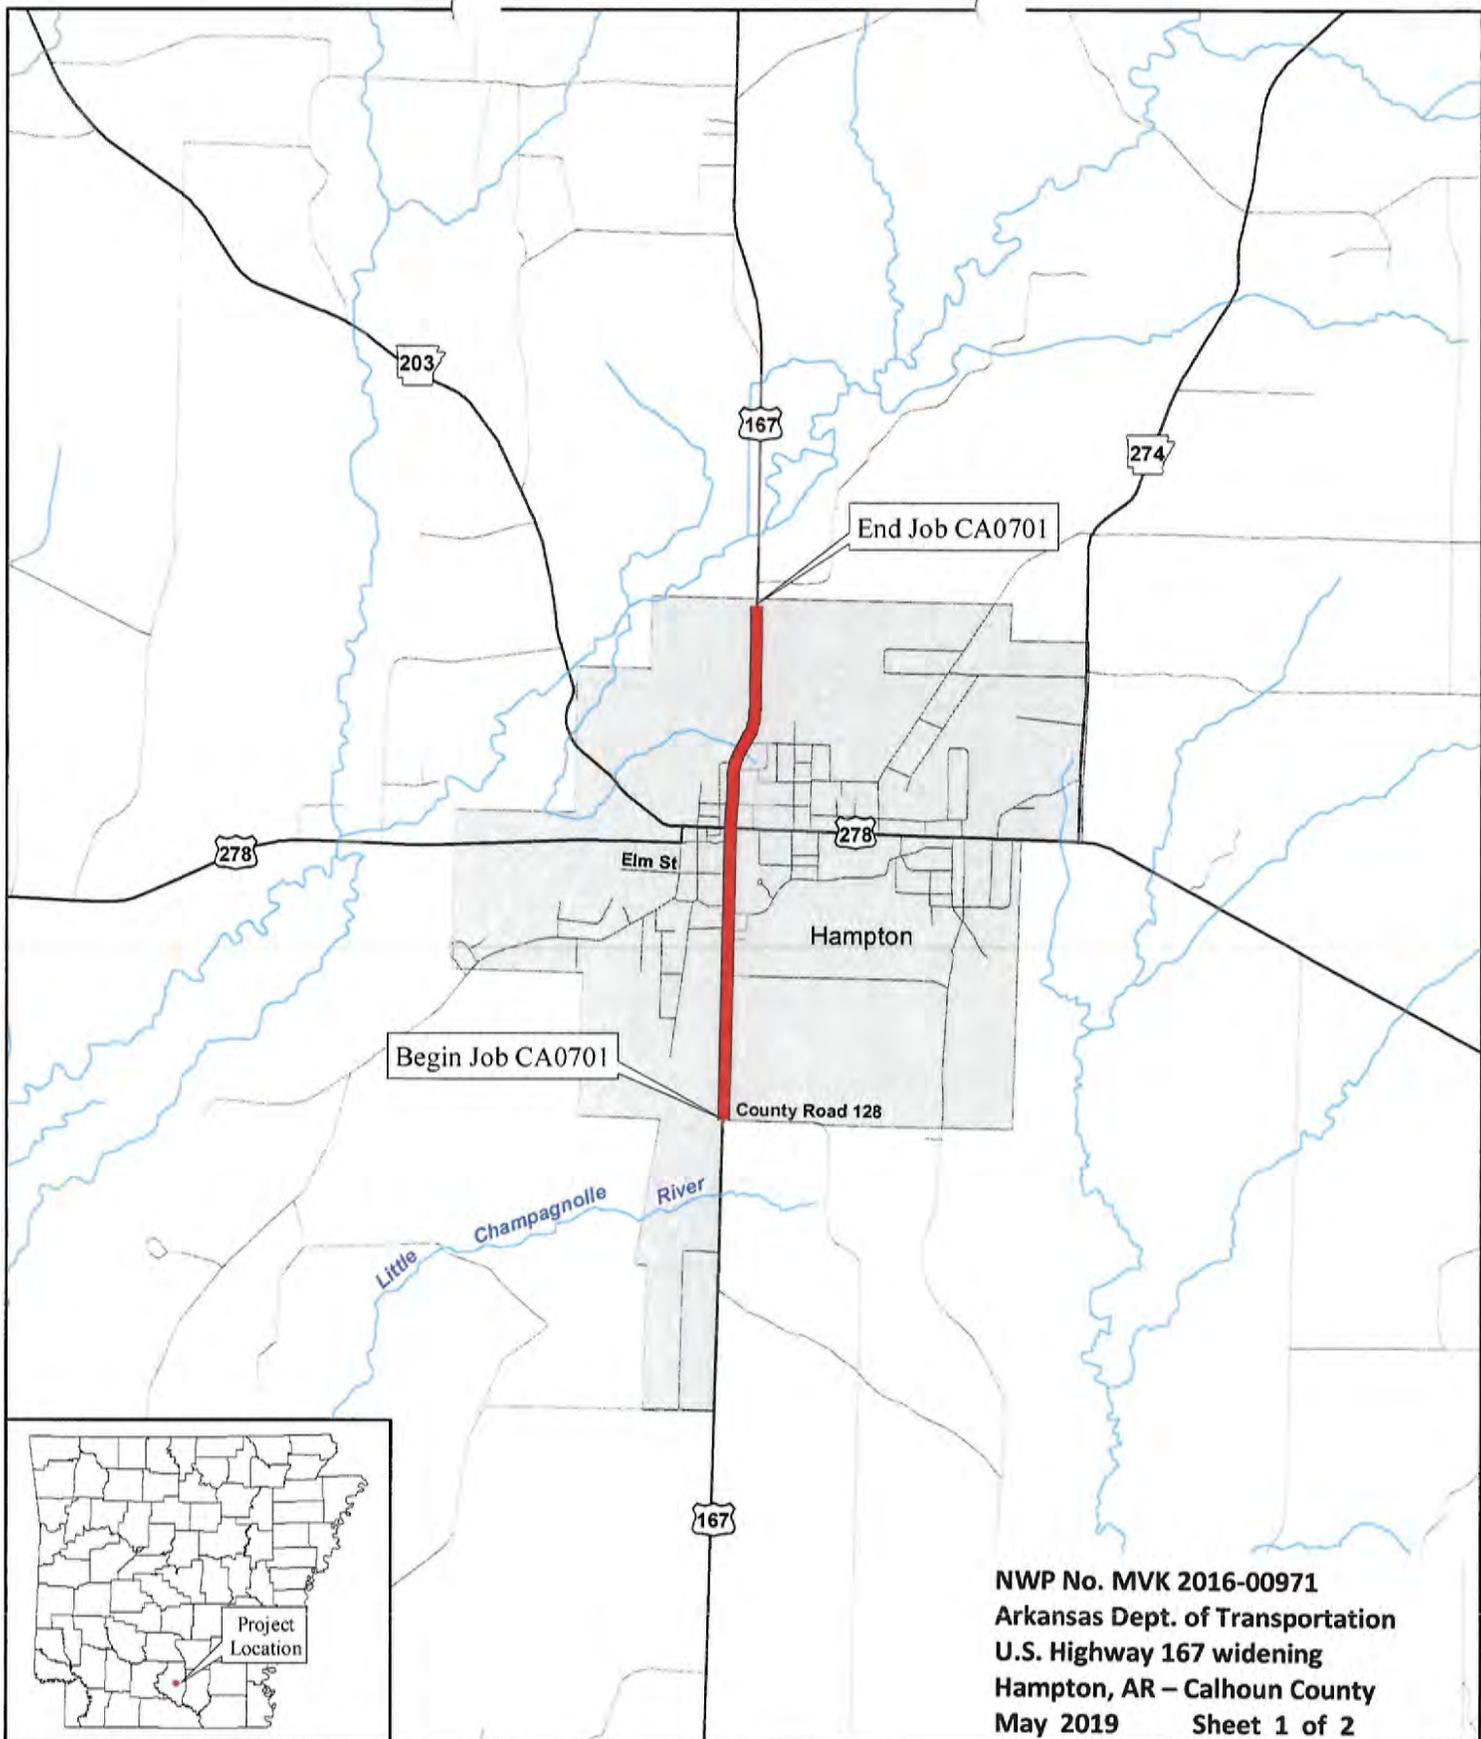 203
167
274
End Job CA0701
278
278
Elm St
Hampton
Begin Job CA0701
County Road 128
Little Champagnolle River
167
Project
Location
NWP No. MVK 2016-00971
Arkansas Dept. of Transportation
U.S. Highway 167 widening
Hampton, AR – Calhoun County
May 2019 Sheet 1 of 2